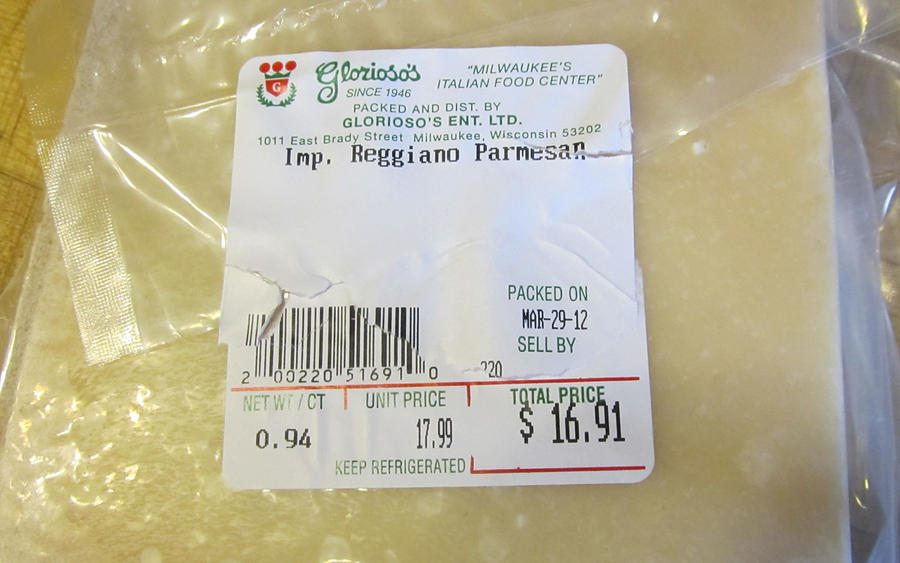 G
Glorioso's
SINCE 1946
"MILWAUKEE'S
ITALIAN FOOD CENTER"
PACKED AND DIST. BY
GLORIOSO'S ENT. LTD.
1011 East Brady Street Milwaukee, Wisconsin 53202
Imp. Reggiano Parmesan
PACKED ON
MAR-29-12
SELL BY
2 00220 51691 0
220
NET WT / CT
UNIT PRICE
TOTAL PRICE
0.94
17.99
$ 16.91
KEEP REFRIGERATED